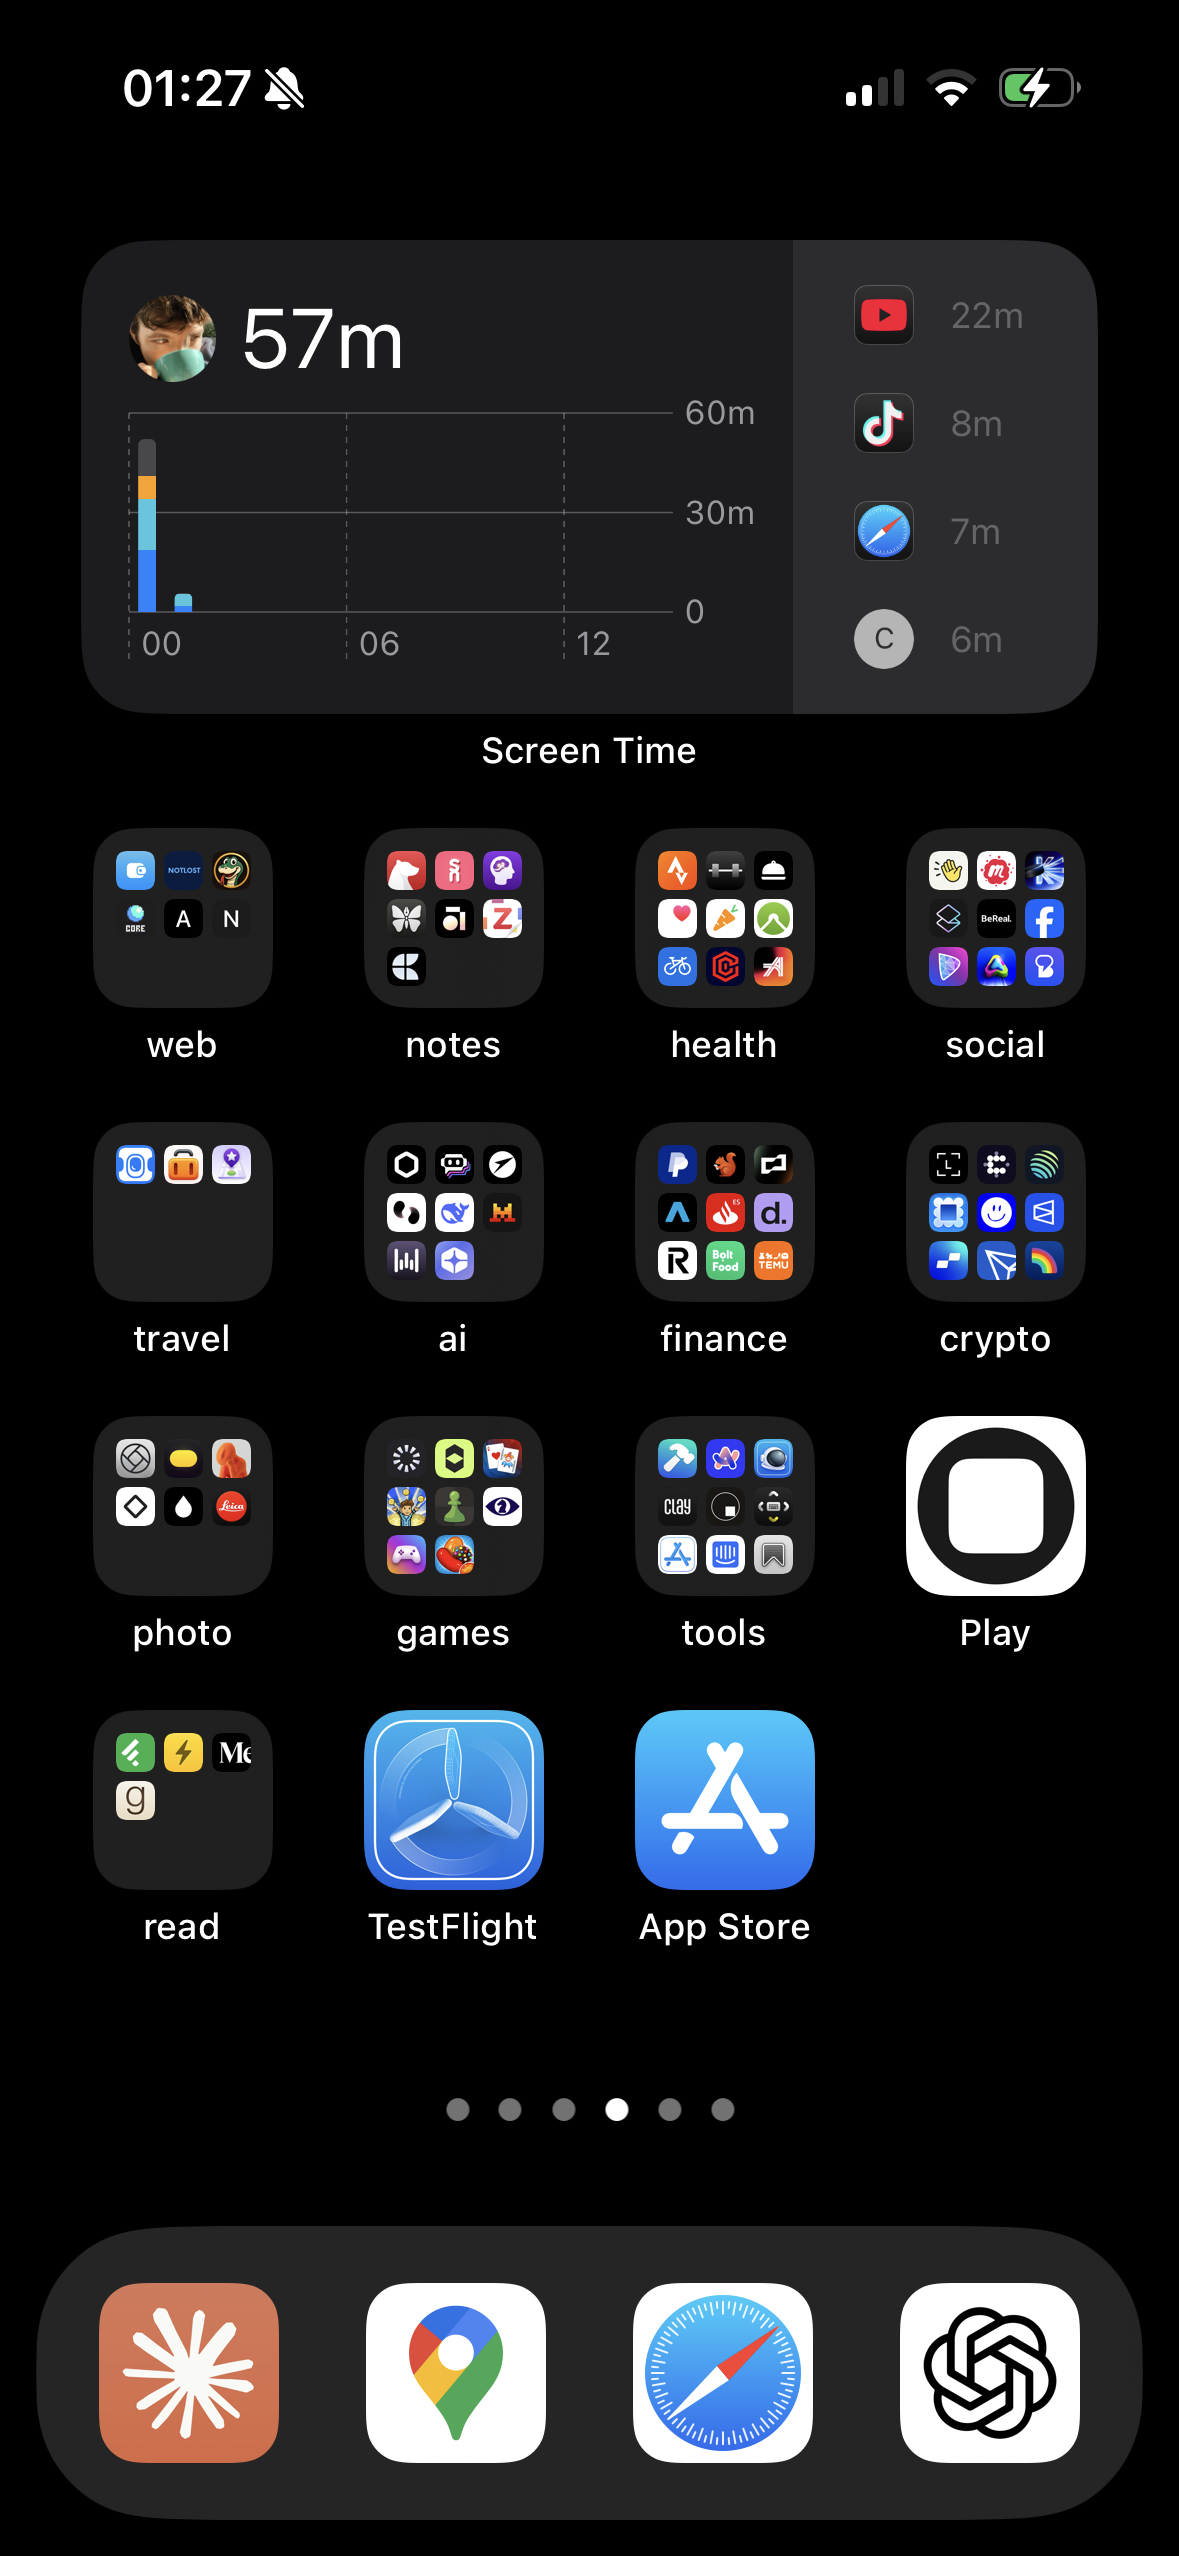 01:27
57m
60m
30m
0
00 06 12
22m
8m
7m
C 6m
Screen Time
NOTLOST
CORE A N
Z
BeReal.
web notes health social
ES
d.
R Bolt Food TEMU
travel ai finance crypto
Leica
CLAY
photo games tools Play
Me
g
read TestFlight App Store